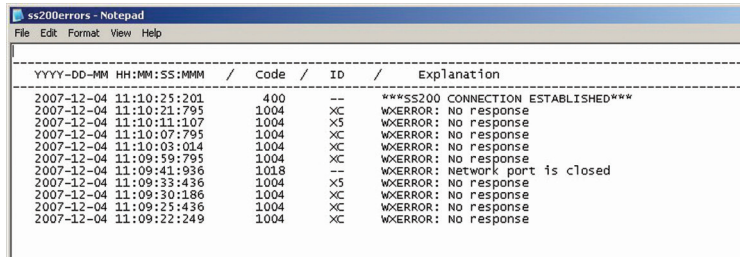 ss200errors - Notepad
File Edit Format View Help
YYYY-DD-MM HH:MM:SS:MMM / Code / ID / Explanation
2007-12-04 11:10:25:201 400 -- ***SS200 CONNECTION ESTABLISHED***
2007-12-04 11:10:21:795 1004 XC WXERROR: No response
2007-12-04 11:10:11:107 1004 X5 WXERROR: No response
2007-12-04 11:10:07:795 1004 XC WXERROR: No response
2007-12-04 11:10:03:014 1004 XC WXERROR: No response
2007-12-04 11:09:59:795 1004 XC WXERROR: No response
2007-12-04 11:09:41:936 1018 -- WXERROR: Network port is closed
2007-12-04 11:09:33:436 1004 X5 WXERROR: No response
2007-12-04 11:09:30:186 1004 XC WXERROR: No response
2007-12-04 11:09:25:436 1004 XC WXERROR: No response
2007-12-04 11:09:22:249 1004 XC WXERROR: No response